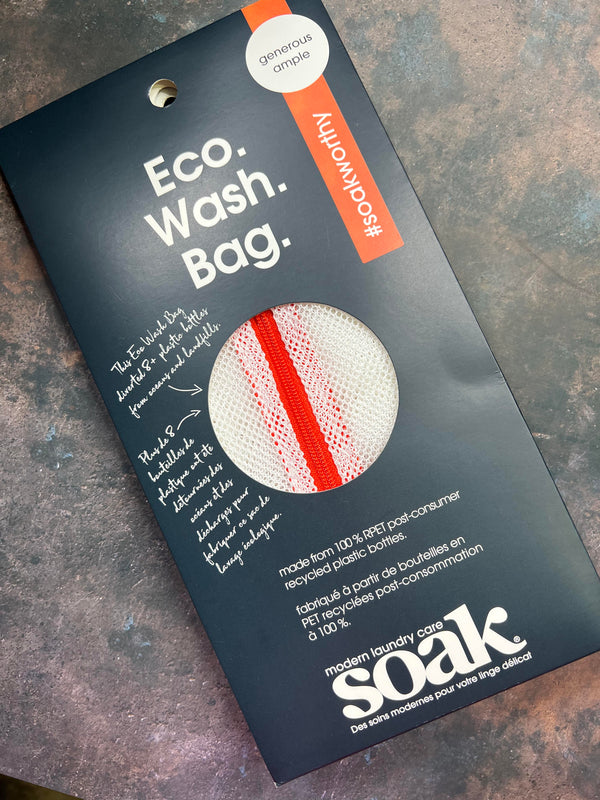 generous
ample
#soakworthy
Eco.
Wash.
Bag.
This Eco Wash Bag
diverted 8+ plastic bottles
from oceans and landfills.
Plus de 8
bouteilles de
plastique ont été
détournées des
océans et des
décharges pour
fabriquer ce sac de
lavage écologique.
made from 100 % RPET post-consumer
recycled plastic bottles.
fabriqué à partir de bouteilles en
PET recyclées post-consommation
à 100 %.
modern laundry care
soak®
Des soins modernes pour votre linge délicat